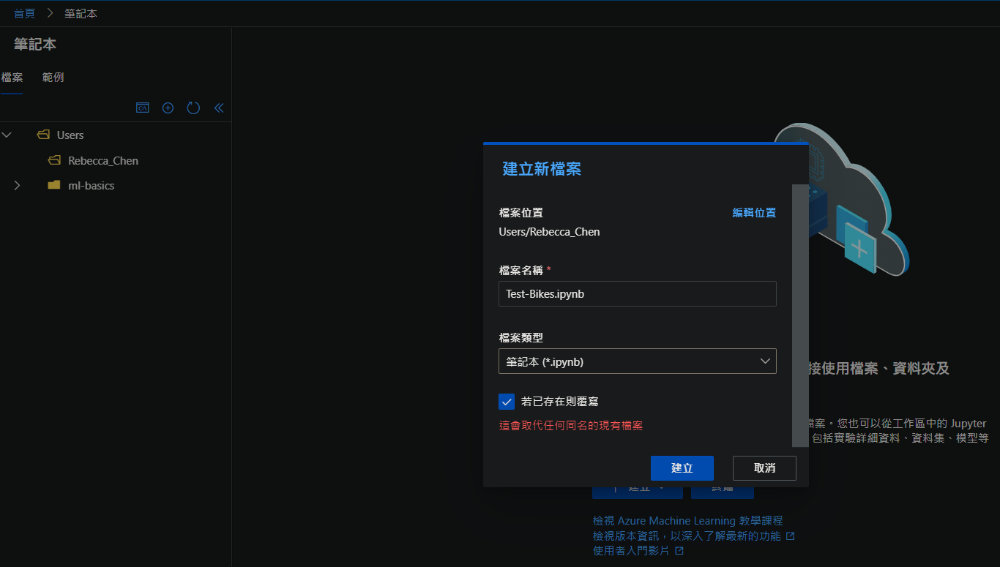 首頁 > 筆記本
筆記本
檔案 範例
Users
Rebecca_Chen
ml-basics
建立新檔案
檔案位置 編輯位置
Users/Rebecca_Chen
檔案名稱 *
Test-Bikes.ipynb
檔案類型
筆記本 (*.ipynb)
若已存在則覆寫
這會取代任何同名的現有檔案
建立 取消
接使用檔案、資料夾及
檔案。您也可以從工作區中的 Jupyter
包括實驗詳細資料、資料集、模型等
建立 終端
檢視 Azure Machine Learning 教學課程
檢視版本資訊，以深入了解最新的功能
使用者入門影片